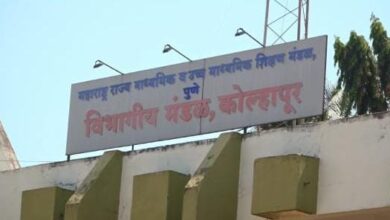 महाराष्ट्र राज्य माध्यमिक व उच्च माध्यमिक शिक्षण मंडळ,
पुणे
विभागीय मंडळ, कोल्हापूर